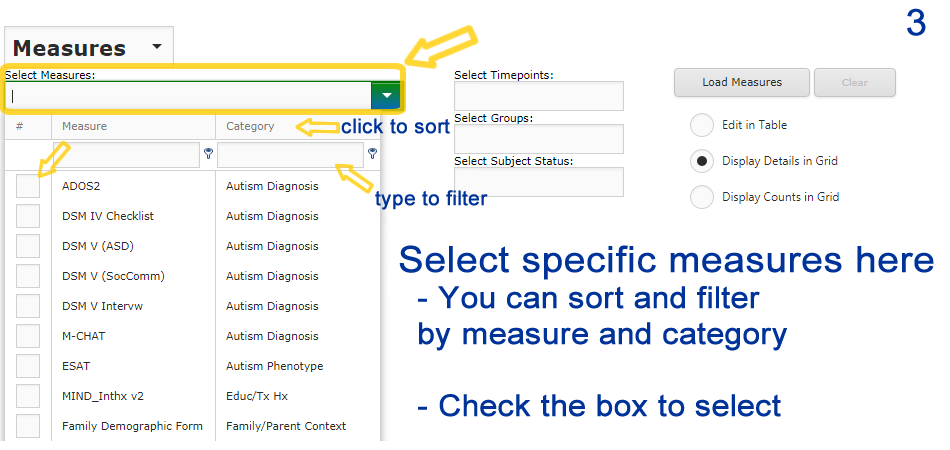 3
Measures
Select Measures:
# Measure Category
click to sort
type to filter
ADOS2 Autism Diagnosis
DSM IV Checklist Autism Diagnosis
DSM V (ASD) Autism Diagnosis
DSM V (SocComm) Autism Diagnosis
DSM V Intervw Autism Diagnosis
M-CHAT Autism Diagnosis
ESAT Autism Phenotype
MIND_Inthx v2 Educ/Tx Hx
Family Demographic Form Family/Parent Context
Select Timepoints:
Select Groups:
Select Subject Status:
Load Measures Clear
Edit in Table
Display Details in Grid
Display Counts in Grid
Select specific measures here
- You can sort and filter
by measure and category
- Check the box to select